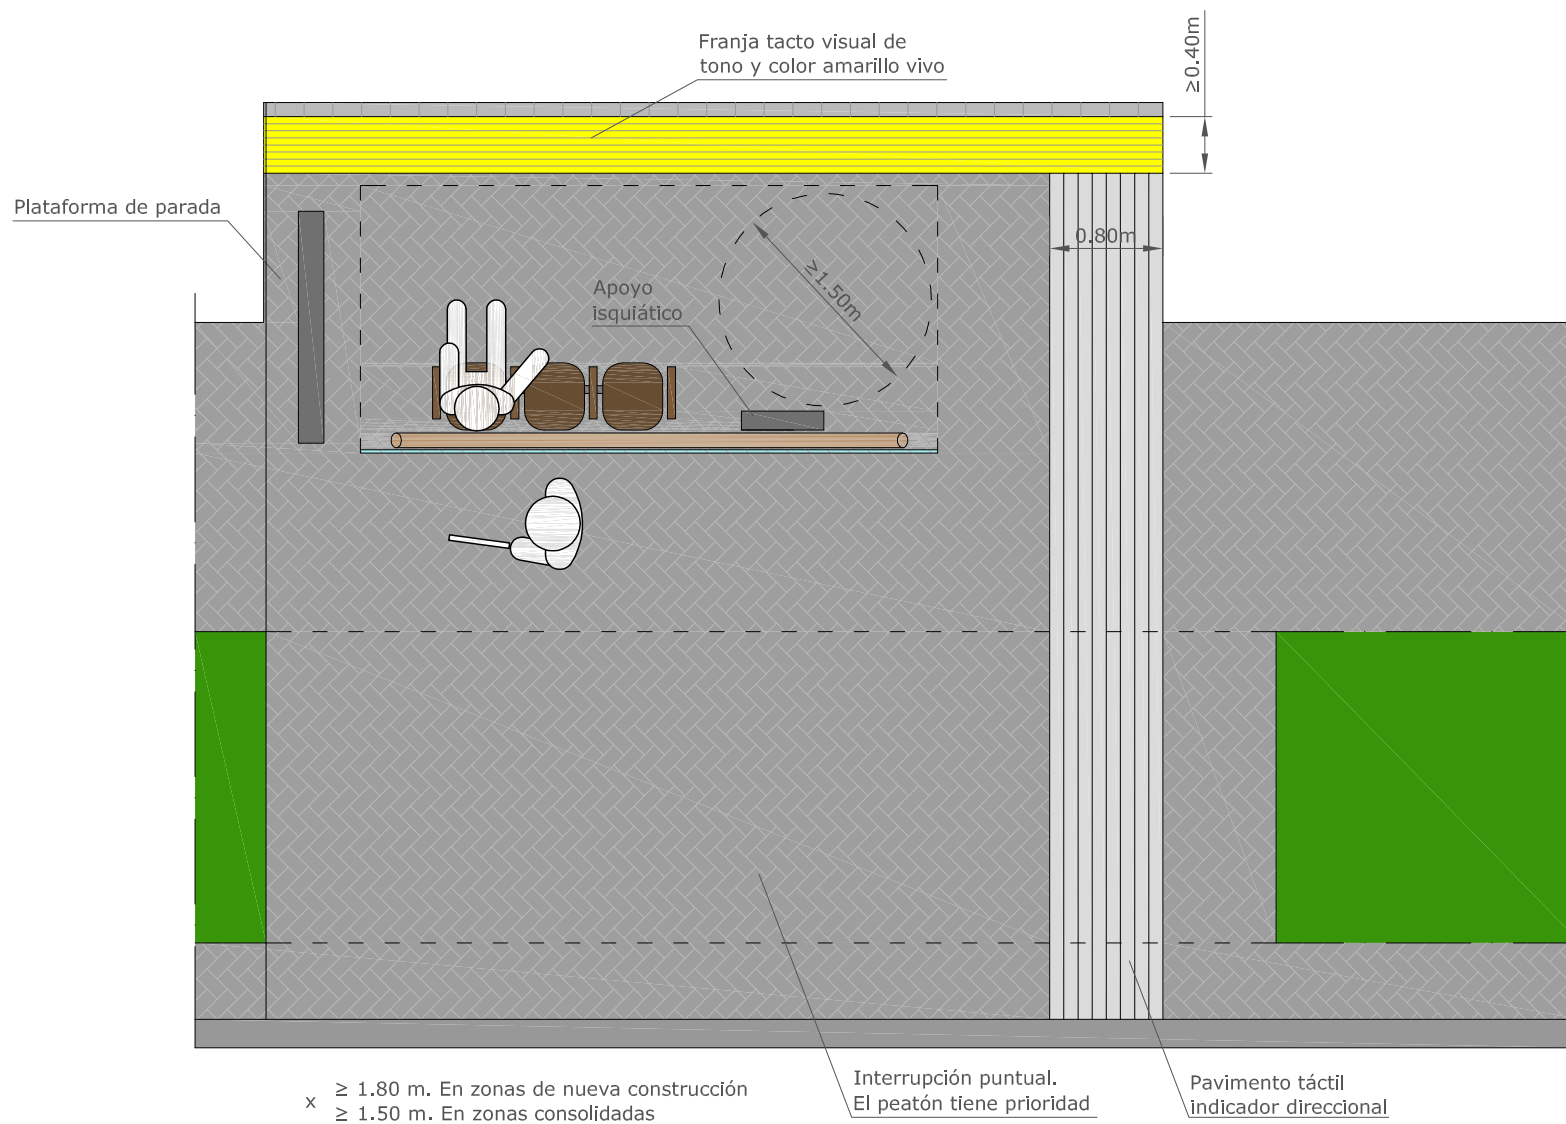 Franja tacto visual de
tono y color amarillo vivo
≥0.40m
Plataforma de parada
0.80m
≥1.50m
Apoyo
isquiático
x
≥ 1.80 m. En zonas de nueva construcción
≥ 1.50 m. En zonas consolidadas
Interrupción puntual.
El peatón tiene prioridad
Pavimento táctil
indicador direccional